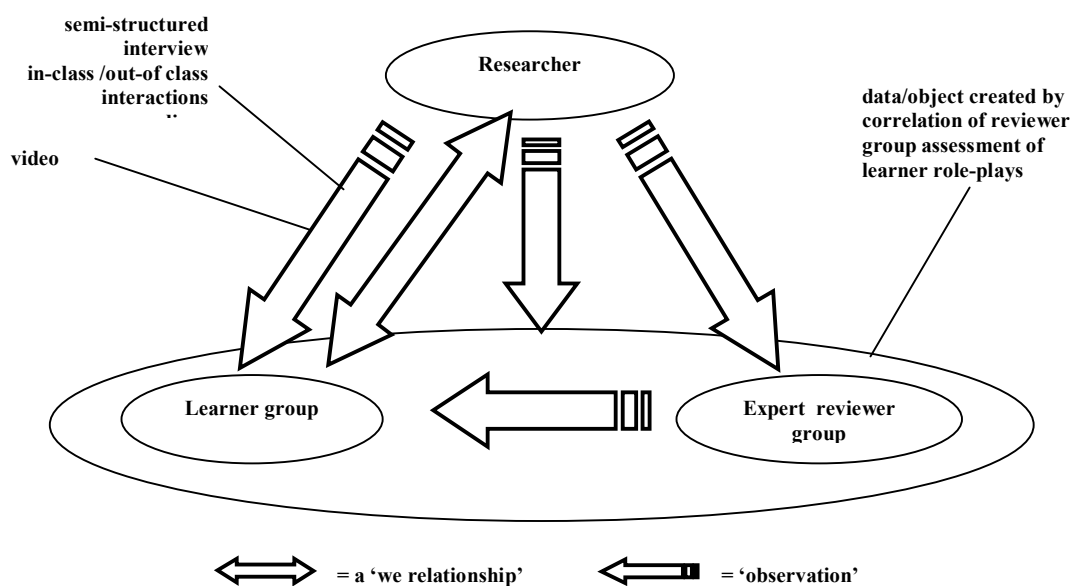 semi-structured
interview
in-class /out-of class
interactions
video
Researcher
data/object created by
correlation of reviewer
group assessment of
learner role-plays
Learner group
Expert reviewer
group
= a ‘we relationship’
= ‘observation’